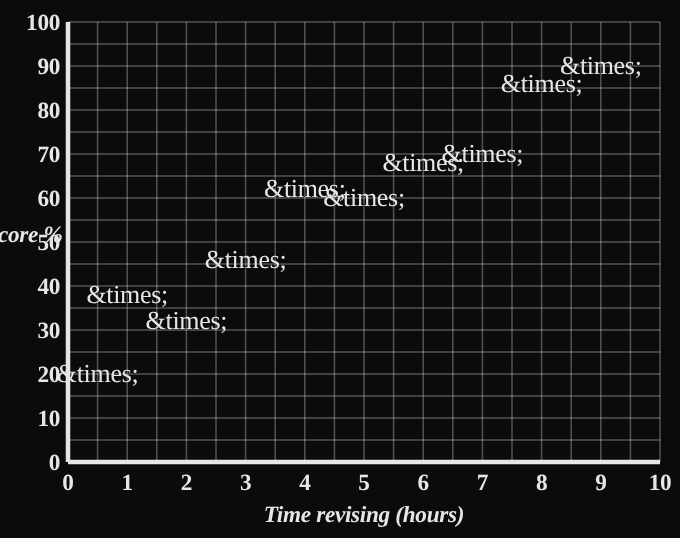 100
90
&times;
&times;
80
70
&times;
&times;
60
&times;
&times;
core %
50
&times;
40
&times;
&times;
30
20
&times;
10
0
0 1 2 3 4 5 6 7 8 9 10
Time revising (hours)